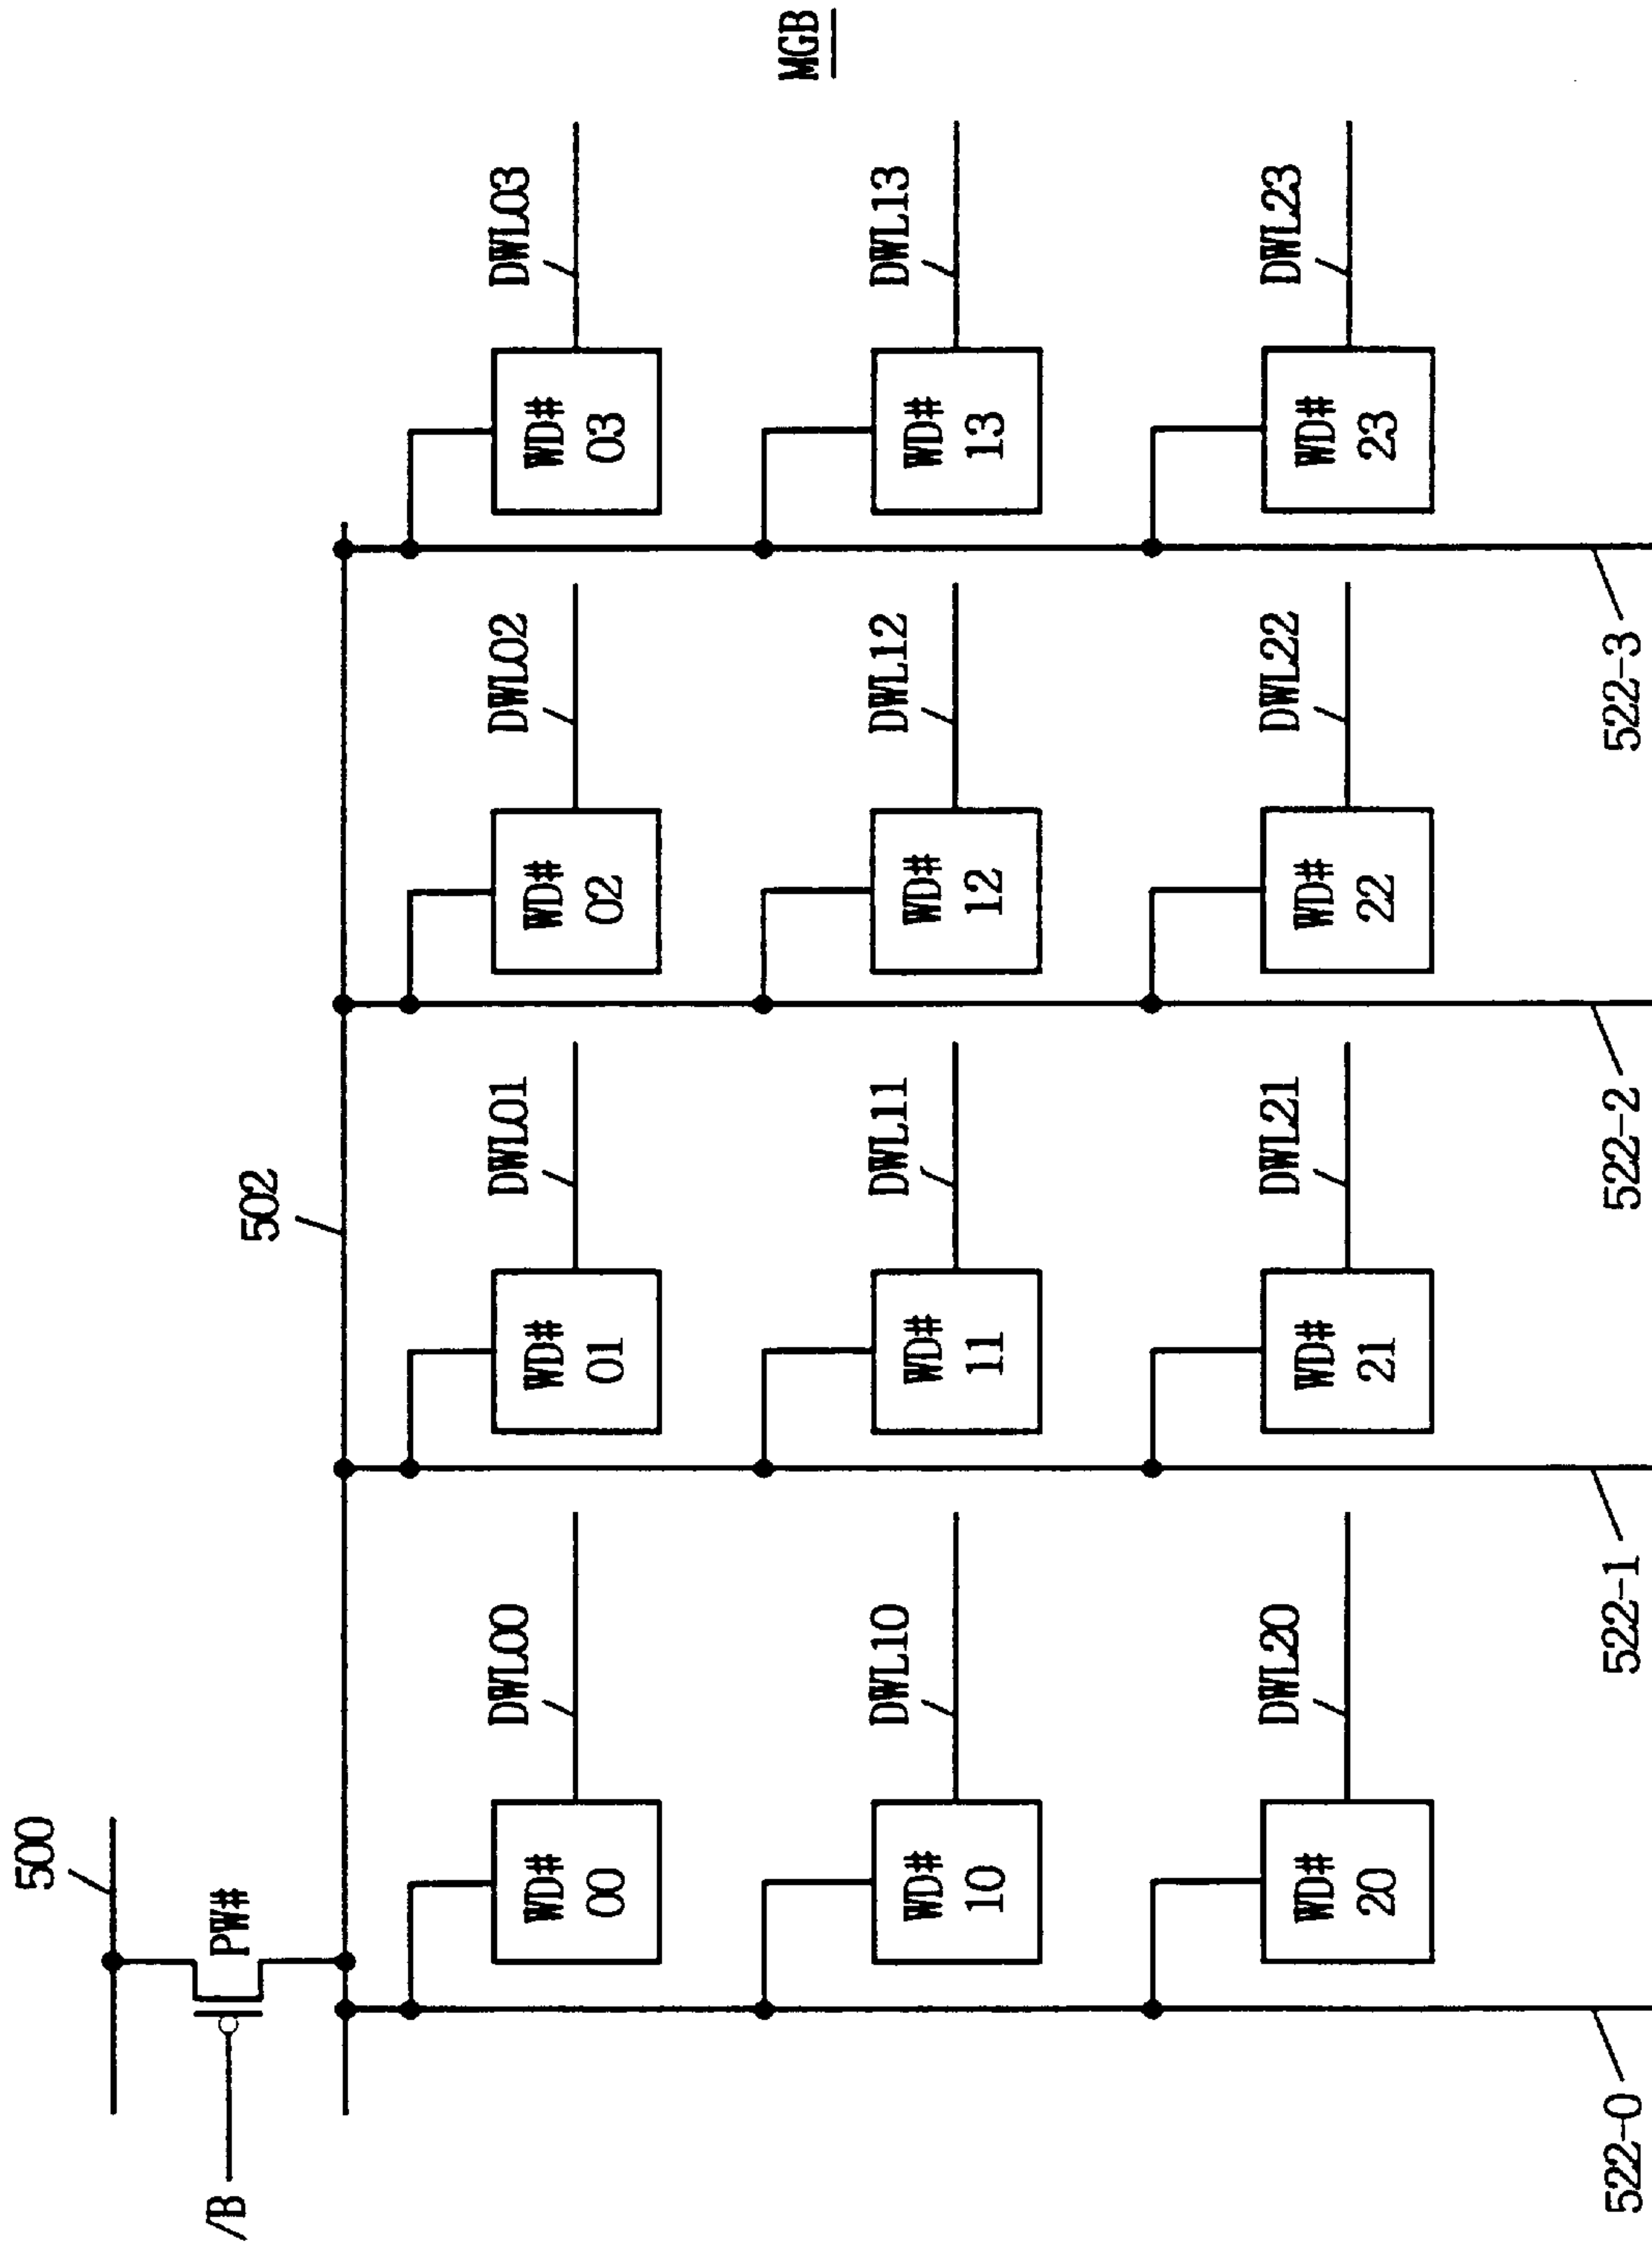 MGB
500
PW#
/B
502
DWL00
DWL01
DWL02
DWL03
WD#
00
WD#
01
WD#
02
WD#
03
DWL10
DWL11
DWL12
DWL13
WD#
10
WD#
11
WD#
12
WD#
13
DWL20
DWL21
DWL22
DWL23
WD#
20
WD#
21
WD#
22
WD#
23
522-0
522-1
522-2
522-3